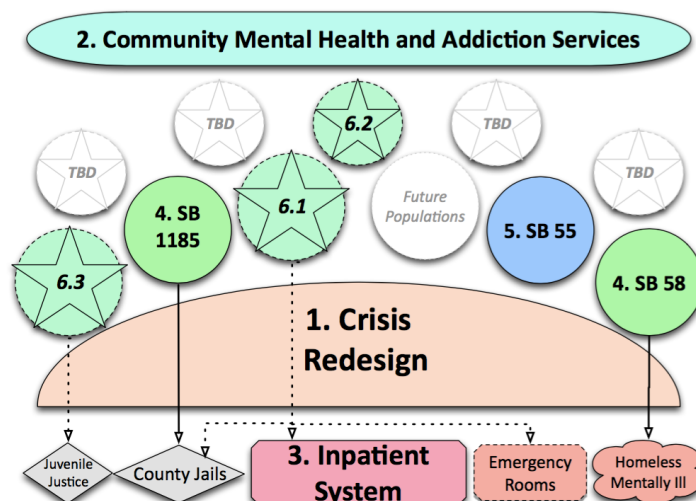 2. Community Mental Health and Addiction Services
TBD
6.2
TBD
TBD
4. SB
1185
6.1
Future
Populations
5. SB 55
TBD
6.3
4. SB 58
1. Crisis
Redesign
Juvenile
Justice
County Jails
3. Inpatient
System
Emergency
Rooms
Homeless
Mentally Ill